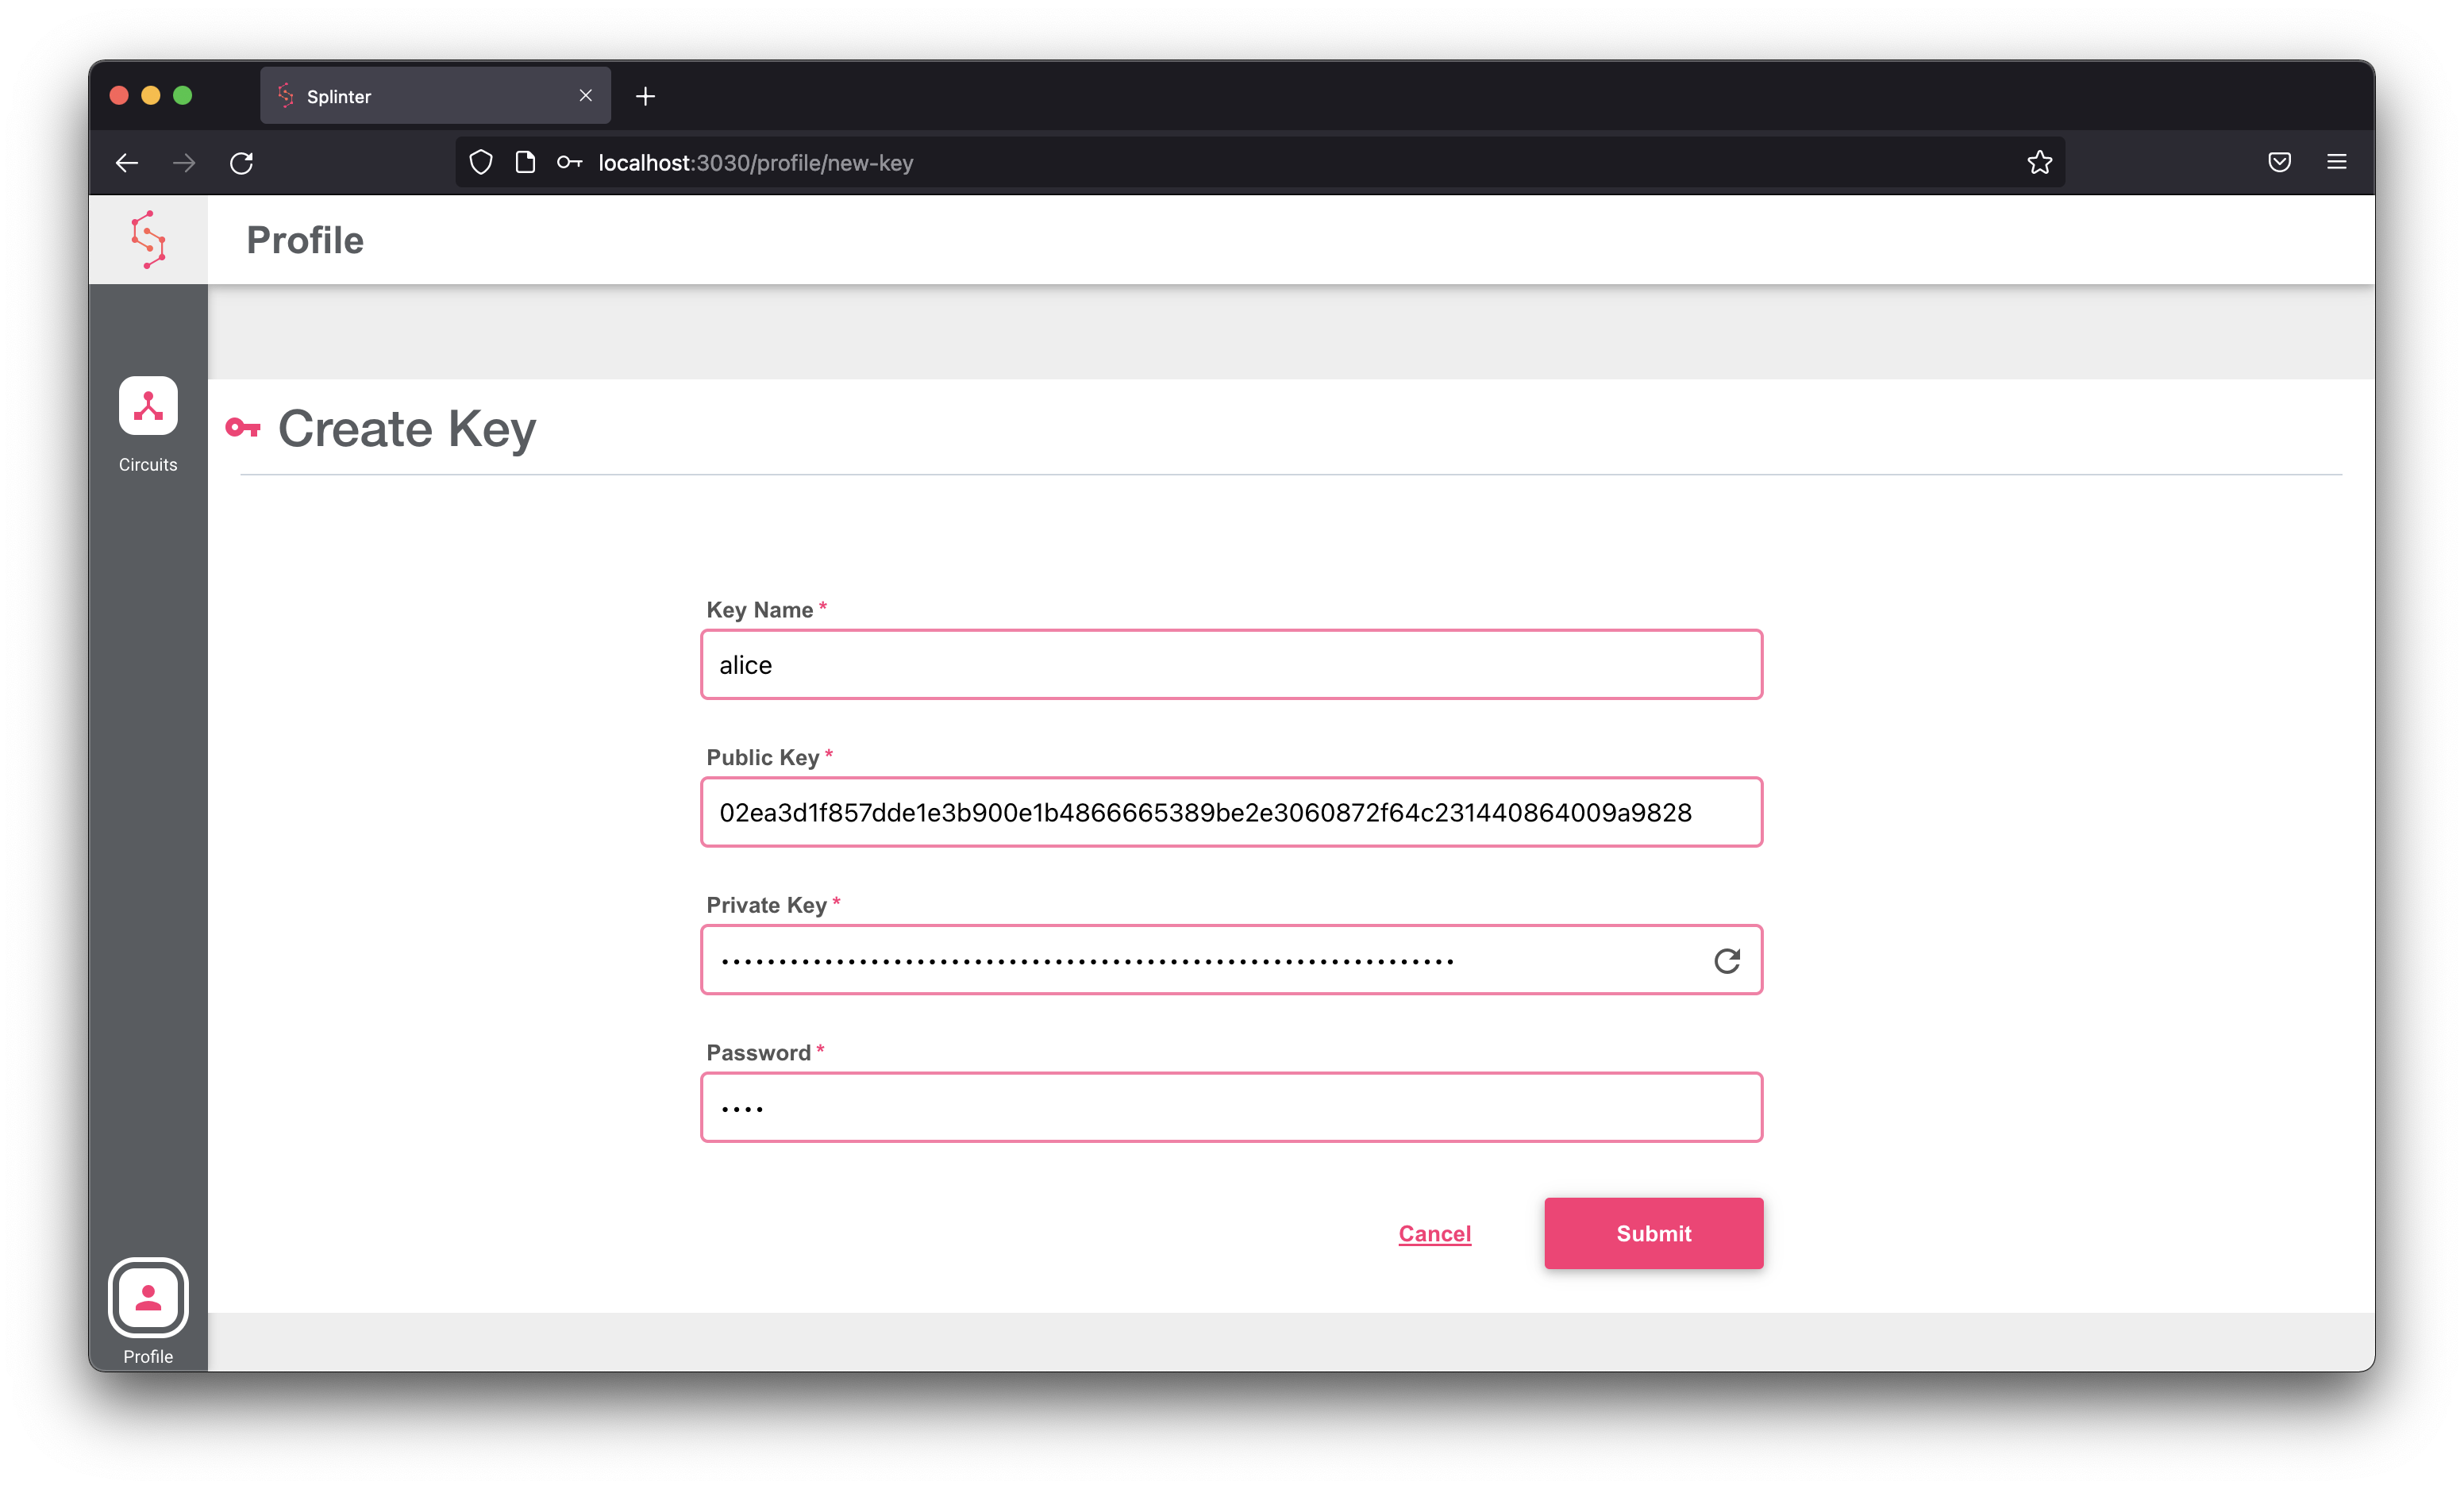 Splinter
localhost:3030/profile/new-key
Profile
Circuits
Create Key
Key Name *
alice
Public Key *
02ea3d1f857dde1e3b900e1b4866665389be2e3060872f64c231440864009a9828
Private Key *
••••••••••••••••••••••••••••••••••••••••••••••••••••••••••••••••
Password *
••••
Cancel
Submit
Profile